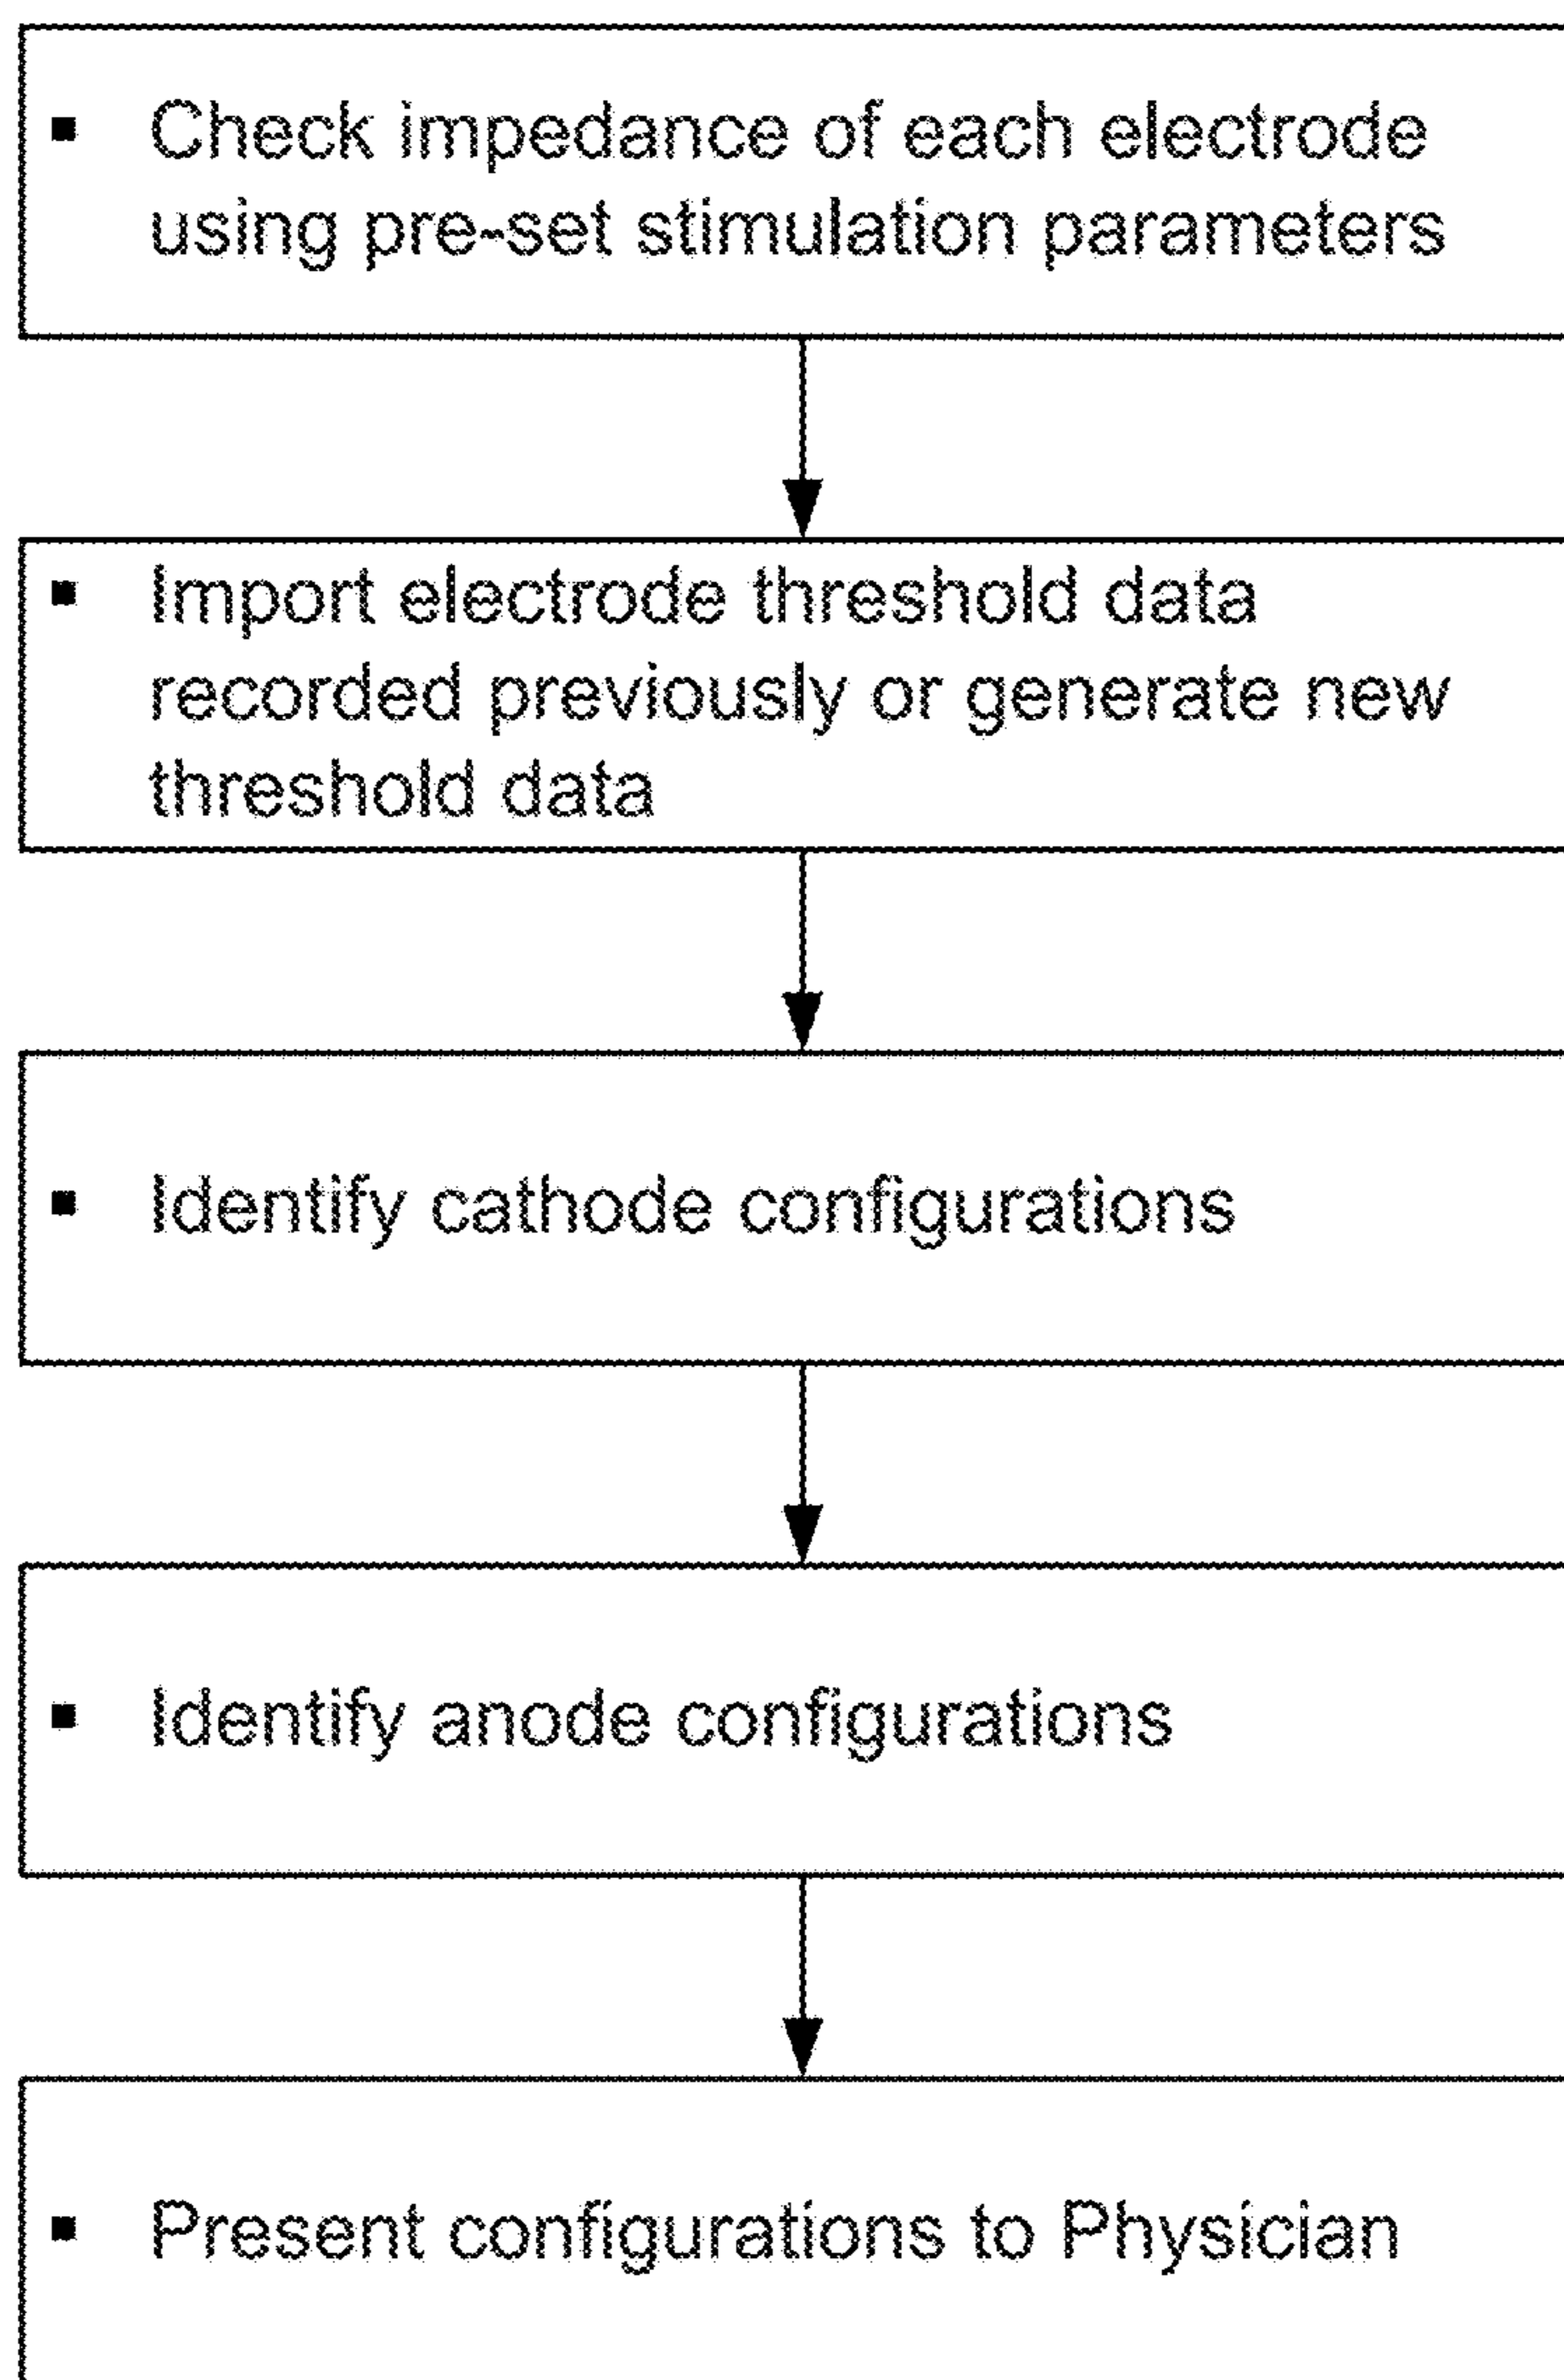 ▪ Check impedance of each electrode
using pre-set stimulation parameters
▪ Import electrode threshold data
recorded previously or generate new
threshold data
▪ Identify cathode configurations
▪ Identify anode configurations
▪ Present configurations to Physician